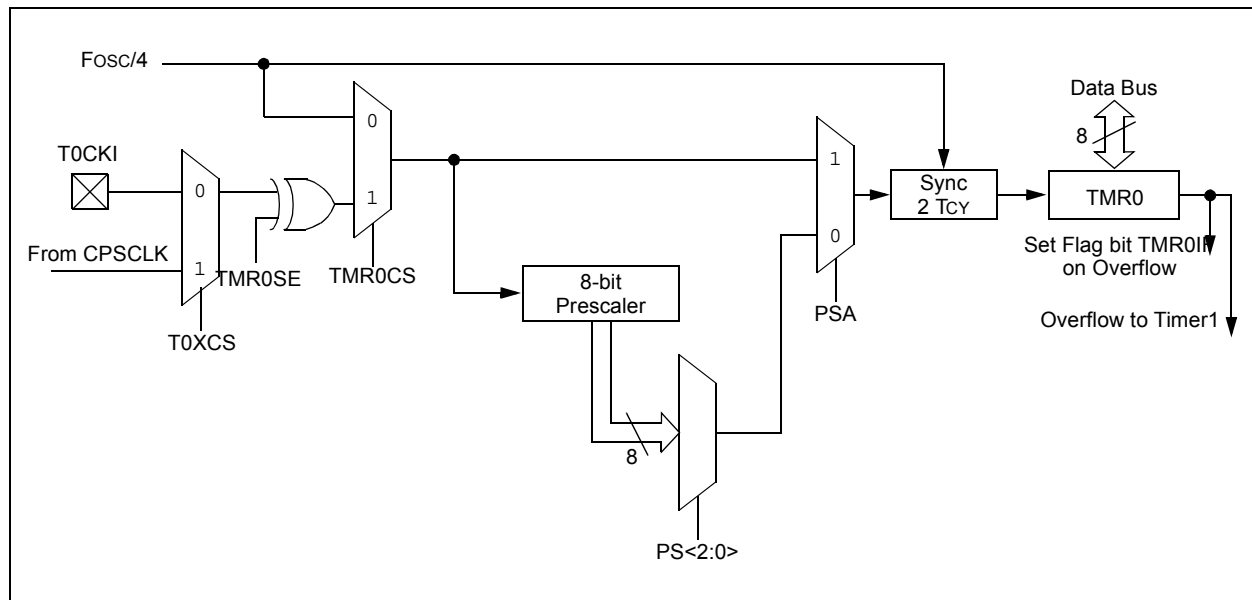 FOSC/4
Data Bus
8
T0CKI
0
0
1
1
Sync
2 TCY
TMR0
0
1
From CPSCLK
TMR0SE
TMR0CS
8-bit
Prescaler
PSA
Set Flag bit TMR0IF
on Overflow
T0XCS
Overflow to Timer1
8
PS<2:0>